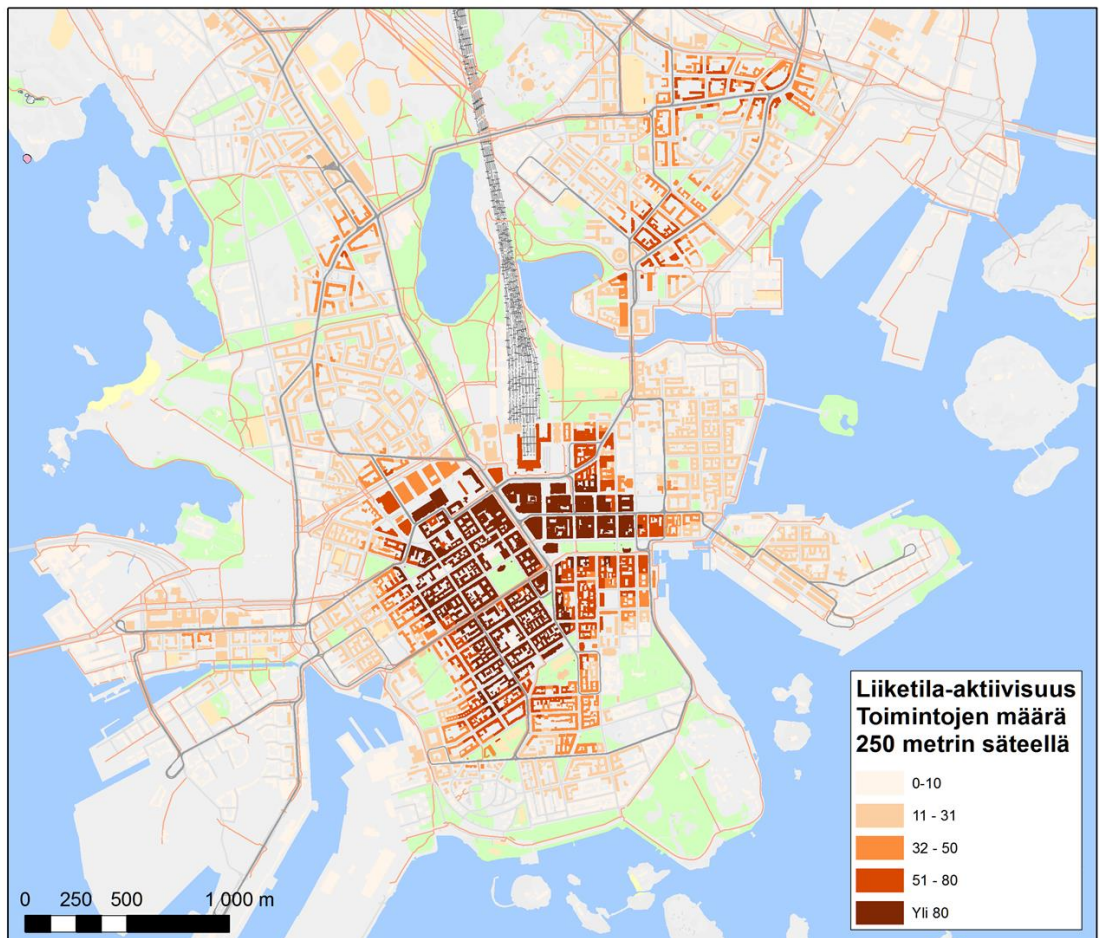 Liiketila-aktiivisuus
Toimintojen määrä
250 metrin säteellä
0-10
11 - 31
32 - 50
51 - 80
Yli 80
0 250 500 1 000 m